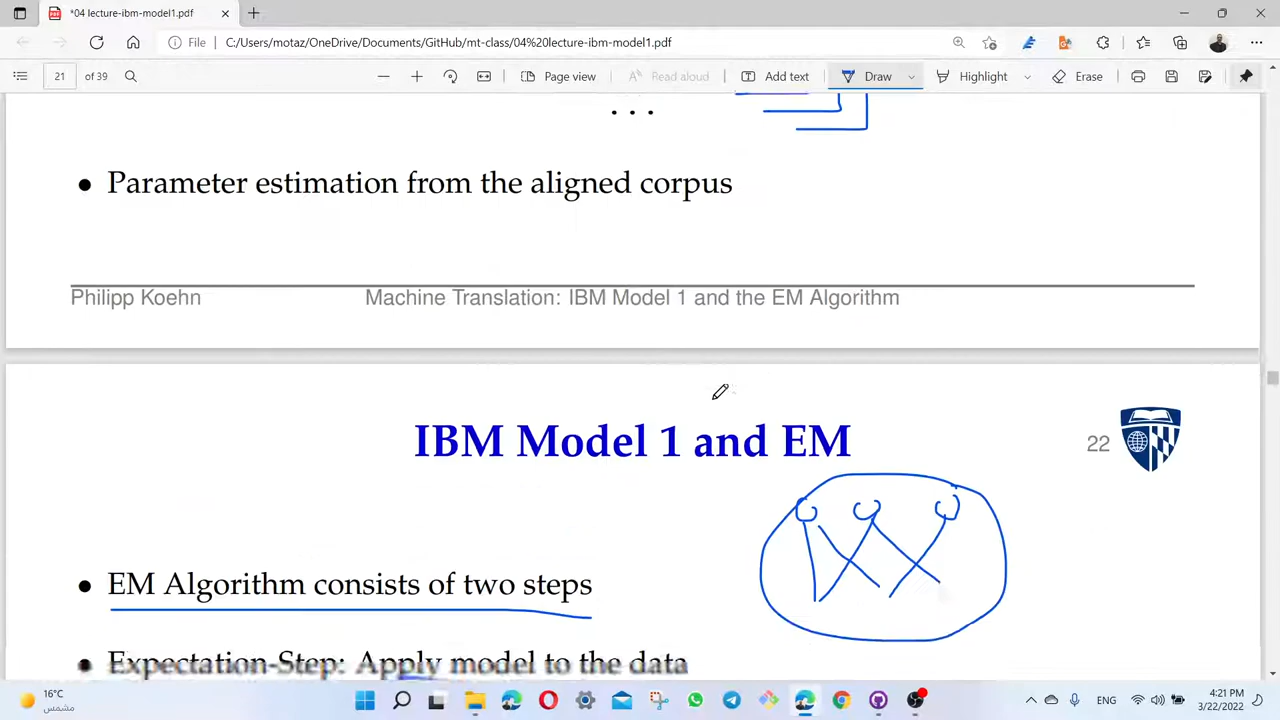 *04 lecture-ibm-model1.pdf
File C:/Users/motaz/OneDrive/Documents/GitHub/mt-class/04%20lecture-ibm-model1.pdf
21 of 39 Page view Read aloud Add text Draw Highlight Erase
. . .
• Parameter estimation from the aligned corpus
Philipp Koehn Machine Translation: IBM Model 1 and the EM Algorithm
IBM Model 1 and EM 22
• EM Algorithm consists of two steps
• Expectation-Step: Apply model to the data
16°C
مشمس
ENG
4:21 PM
3/22/2022